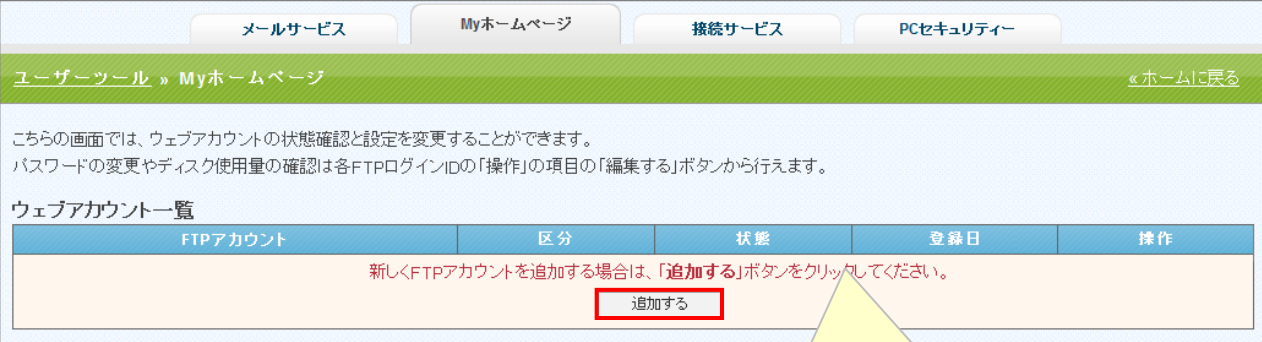 メールサービス Myホームページ 接続サービス PCセキュリティー
ユーザーツール » Myホームページ «ホームに戻る
こちらの画面では、ウェブアカウントの状態確認と設定を変更することができます。
パスワードの変更やディスク使用量の確認は各FTPログインIDの「操作」の項目の「編集する」ボタンから行えます。
ウェブアカウント一覧
FTPアカウント 区分 状態 登録日 操作
新しくFTPアカウントを追加する場合は、「追加する」ボタンをクリックしてください。
追加する